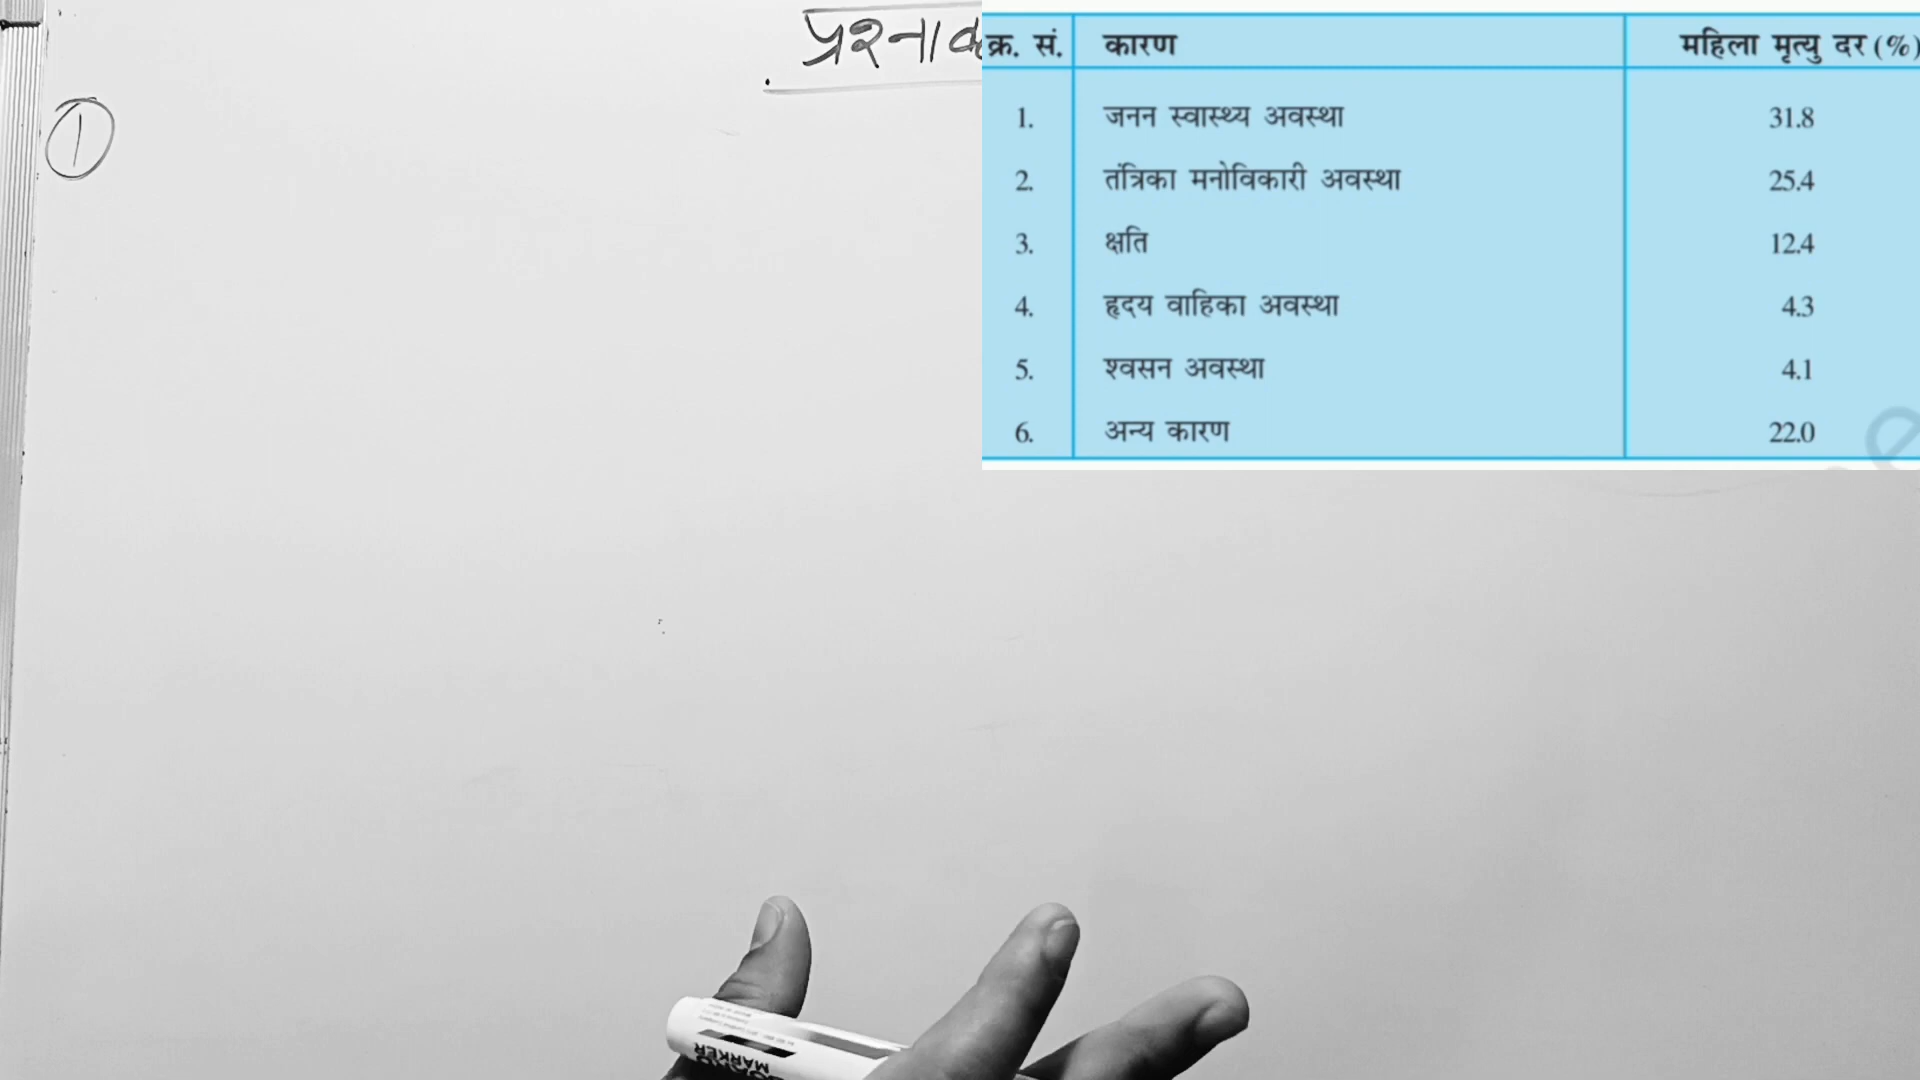 ①
क्र. सं. कारण महिला मृत्यु दर (%)
1. जनन स्वास्थ्य अवस्था 31.8
2. तंत्रिका मनोविकारी अवस्था 25.4
3. क्षति 12.4
4. हृदय वाहिका अवस्था 4.3
5. श्वसन अवस्था 4.1
6. अन्य कारण 22.0
MARKER